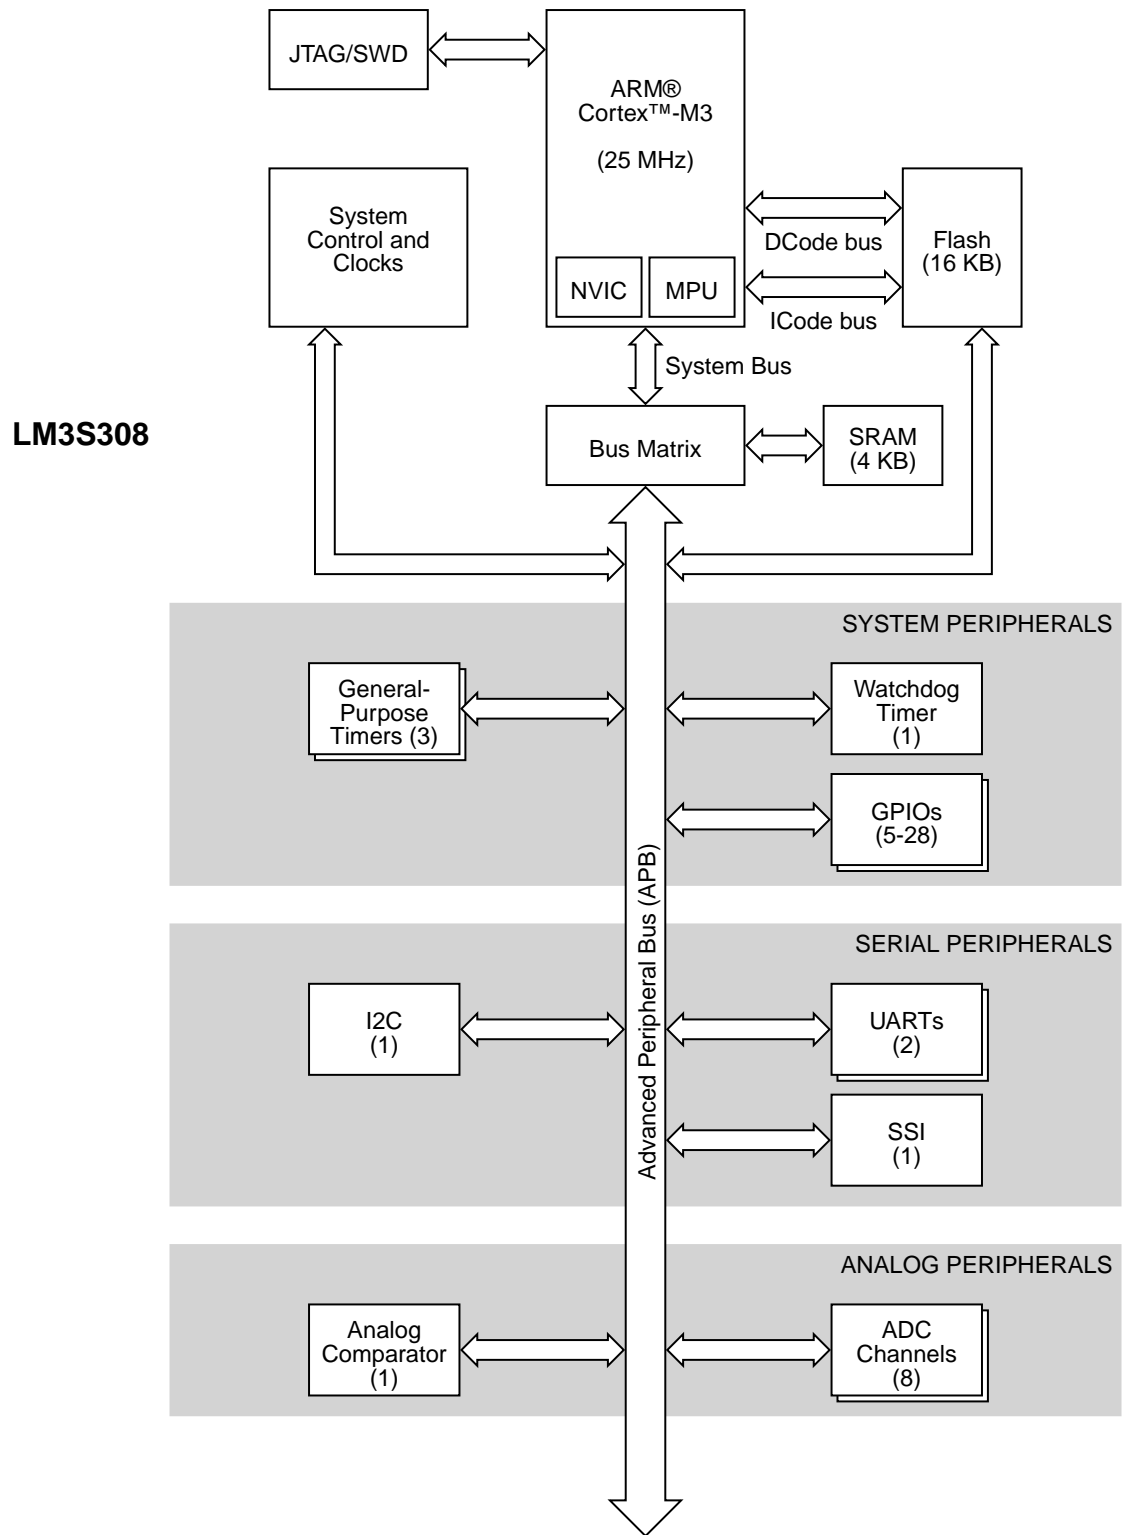 JTAG/SWD
ARM®
Cortex™-M3
(25 MHz)
System
Control and
Clocks
NVIC
MPU
DCode bus
ICode bus
Flash
(16 KB)
System Bus
LM3S308
Bus Matrix
SRAM
(4 KB)
SYSTEM PERIPHERALS
General-
Purpose
Timers (3)
Watchdog
Timer
(1)
GPIOs
(5-28)
Advanced Peripheral Bus (APB)
SERIAL PERIPHERALS
I2C
(1)
UARTs
(2)
SSI
(1)
ANALOG PERIPHERALS
Analog
Comparator
(1)
ADC
Channels
(8)